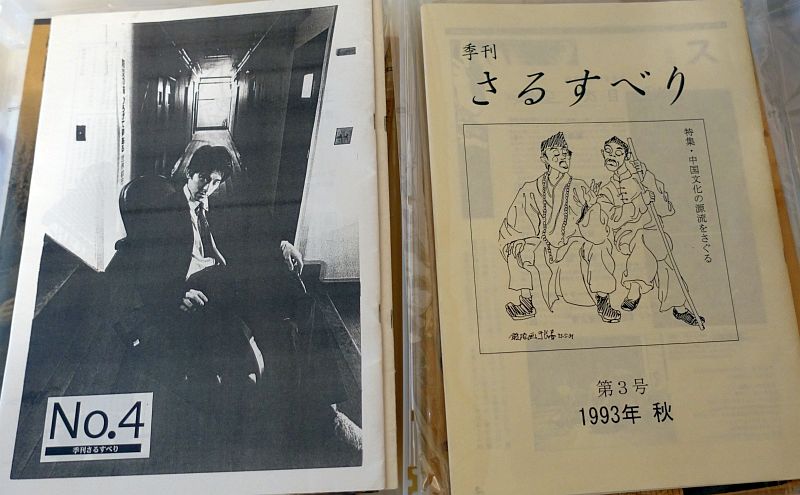 No.4
季刊さるすべり
季刊
さるすべり
特集・中国文化の源流をさぐる
第3号
1993年 秋
ス